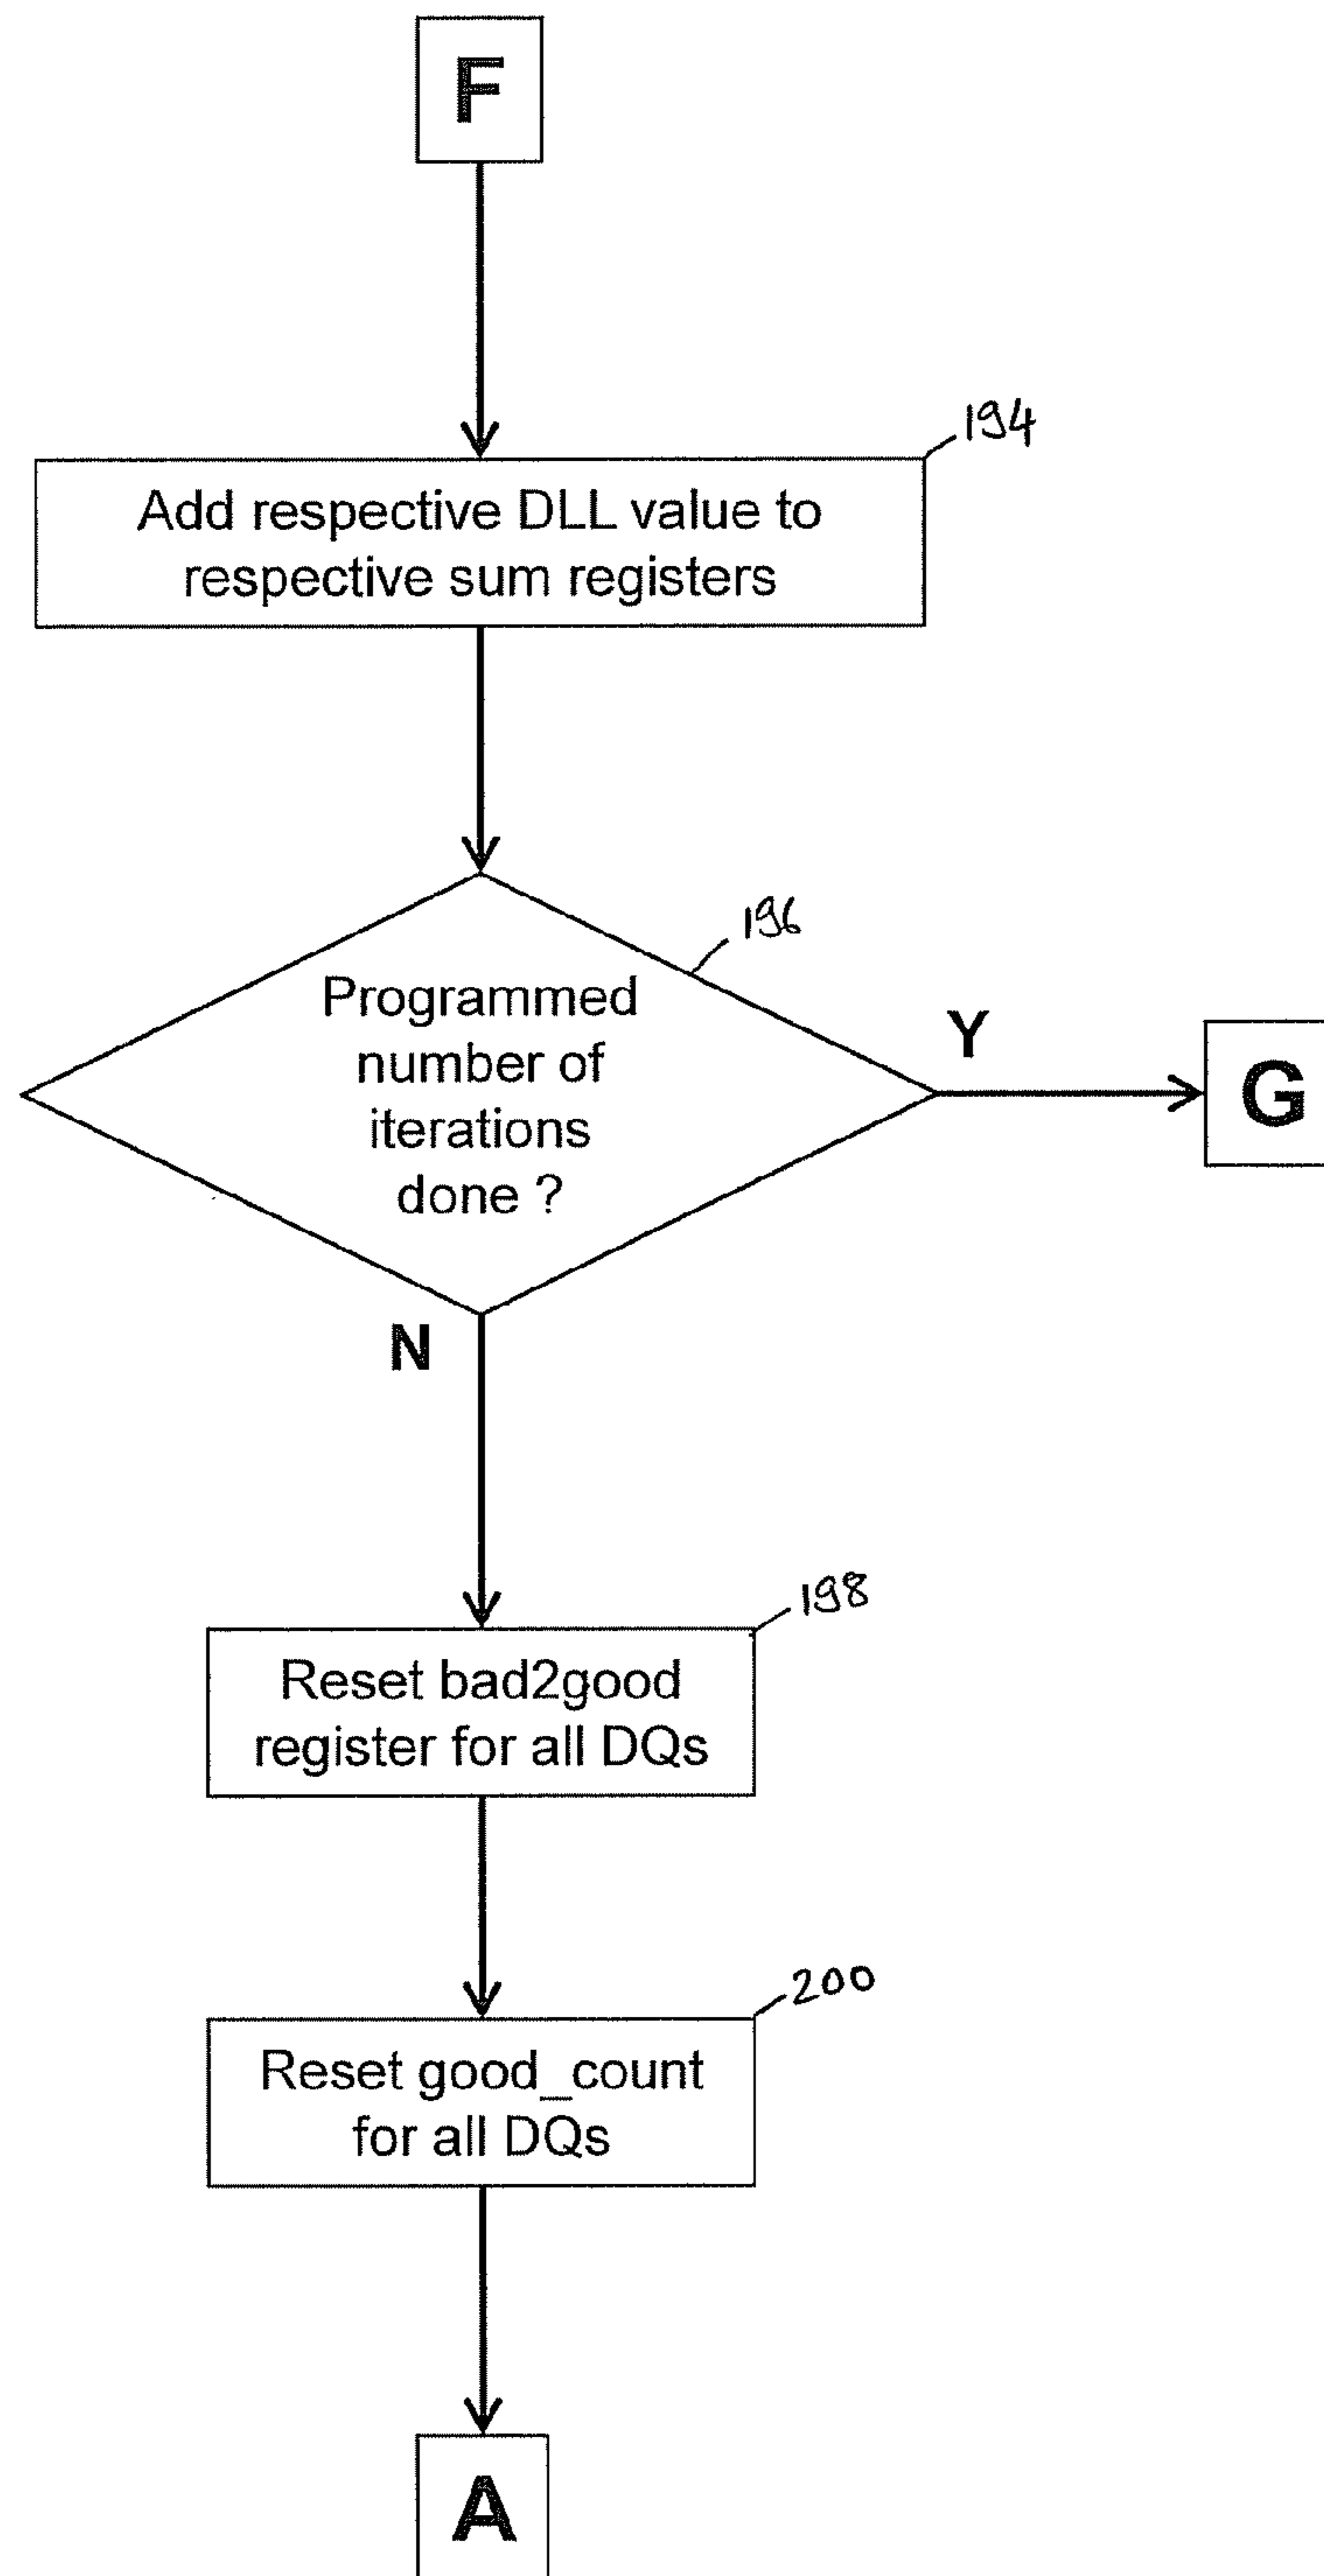 F
194
Add respective DLL value to
respective sum registers
196
Programmed
number of
iterations
done ?
Y
G
N
198
Reset bad2good
register for all DQs
200
Reset good_count
for all DQs
A